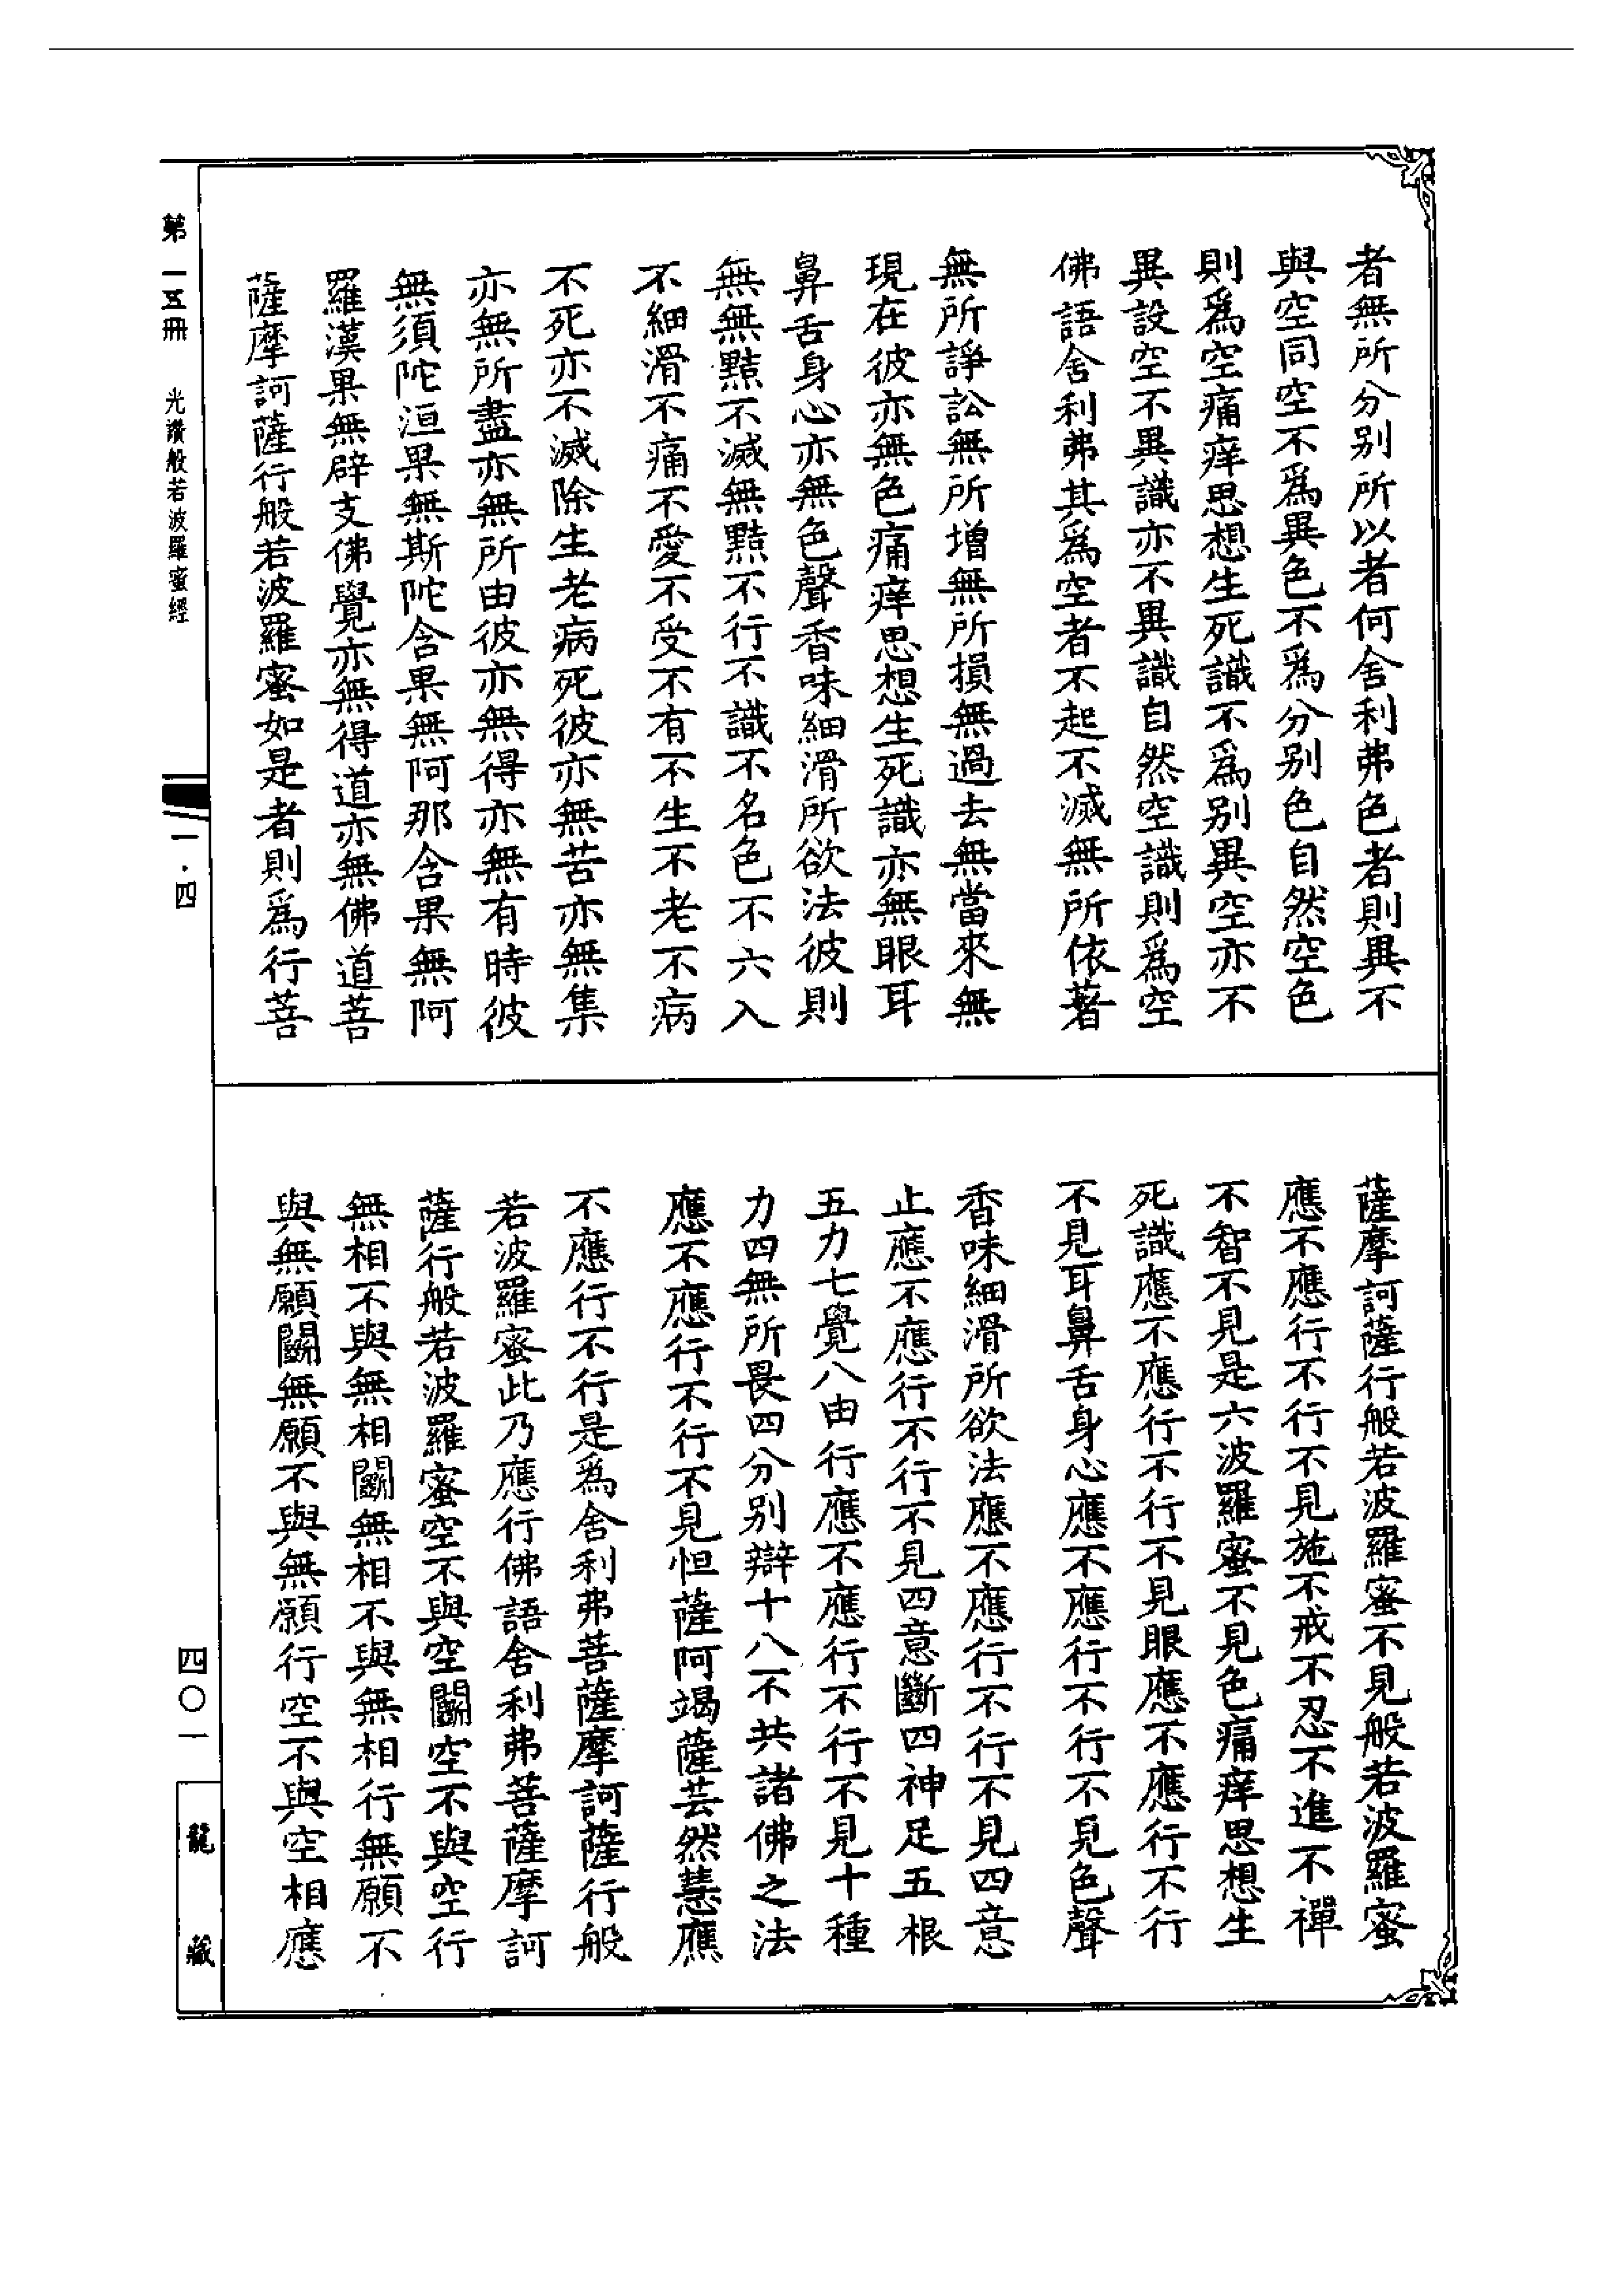 者無所分別所以者何舍利弗色者則異不
與空同空不爲異色不爲分別色自然空色
則爲空痛痒思想生死識不爲別異空亦不
異設空不異識亦不異識自然空識則爲空
佛語舍利弗其爲空者不起不滅無所依著
無所諍訟無所增無所損無過去無當來無
現在彼亦無色痛痒思想生死識亦無眼耳
鼻舌身心亦無色聲香味細滑所欲法彼則
無無黠不滅無黠不行不識不名色不六入
不細滑不痛不愛不受不有不生不老不病
不死亦不滅除生老病死彼亦無苦亦無集
亦無所盡亦無所由彼亦無得亦無有時彼
無須陀洹果無斯陀含果無阿那含果無阿
羅漢果無辟支佛覺亦無得道亦無佛道菩
薩摩訶薩行般若波羅蜜如是者則爲行菩
薩摩訶薩行般若波羅蜜不見般若波羅蜜
應不應行不行不見施不戒不忍不進不禪
不智不見是六波羅蜜不見色痛痒思想生
死識應不應行不行不見眼應不應行不行
不見耳鼻舌身心應不應行不行不見色聲
香味細滑所欲法應不應行不行不見四意
止應不應行不行不見四意斷四神足五根
五力七覺八由行應不應行不行不見十種
力四無所畏四分別辯十八不共諸佛之法
應不應行不行不見怛薩阿竭薩芸然慧應
不應行不行是爲舍利弗菩薩摩訶薩行般
若波羅蜜此乃應行佛語舍利弗菩薩摩訶
薩行般若波羅蜜空不與空鬭空不與空行
無相不與無相鬭無相不與無相行無願不
與無願鬭無願不與無願行空不與空相應
第一五冊 光讚般若波羅蜜經
一·四
四〇一
龍藏